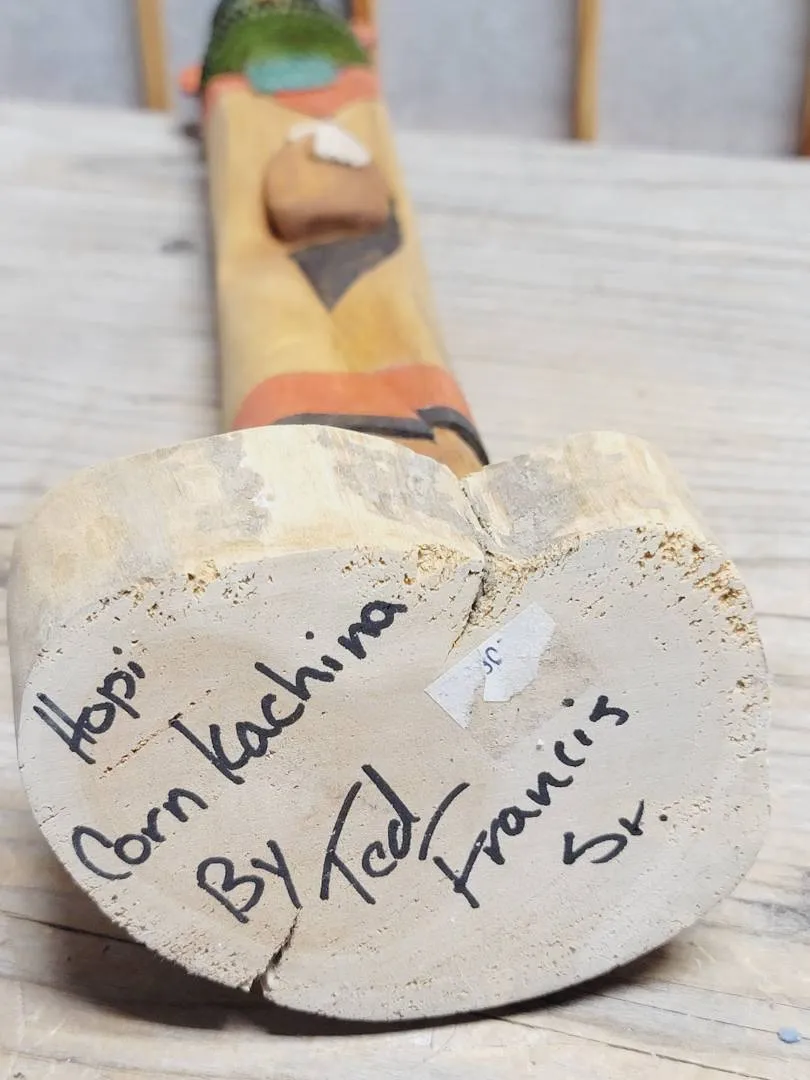 Hopi
Corn Kachina
By Ted Francis
Sr.